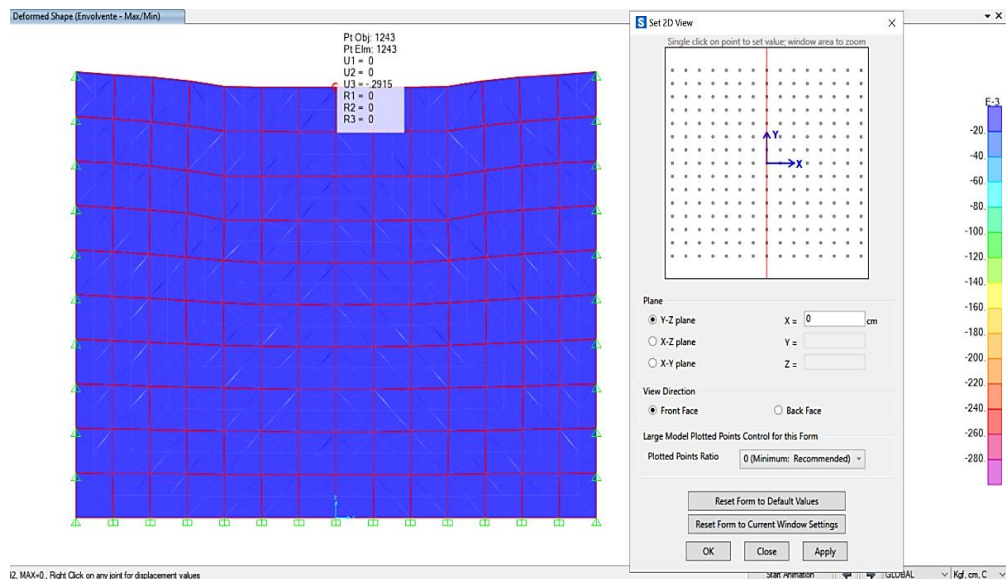 Deformed Shape (Envolvente - Max/Min)
Pt Obj: 1243
Pt Elm: 1243
U1 = 0
U2 = 0
U3 = -.2915
R1 = 0
R2 = 0
R3 = 0
Set 2D View
Single click on point to set value; window area to zoom
Y
X
Plane
Y-Z plane
X = 0 cm
X-Z plane
Y =
X-Y plane
Z =
View Direction
Front Face
Back Face
Large Model Plotted Points Control for this Form
Plotted Points Ratio
0 (Minimum: Recommended)
Reset Form to Default Values
Reset Form to Current Window Settings
OK
Close
Apply
E-3
-20.
-40.
-60.
-80.
-100.
-120.
-140.
-160.
-180.
-200.
-220.
-240.
-260.
-280.
MAX=0., Right Click on any joint for displacement values
Start Animation
GLOBAL
Kgf, cm, C